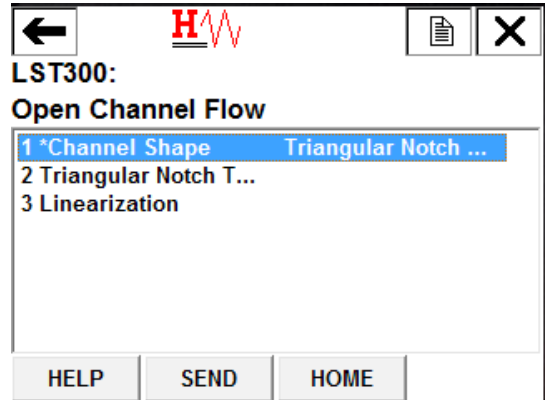 H
LST300:
Open Channel Flow
1 *Channel Shape Triangular Notch ...
2 Triangular Notch T...
3 Linearization
HELP SEND HOME